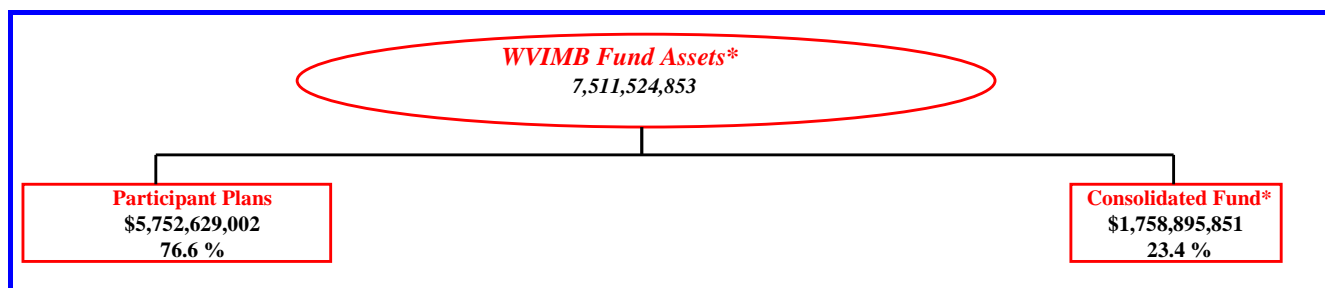 WVIMB Fund Assets*
7,511,524,853
Participant Plans
$5,752,629,002
76.6 %
Consolidated Fund*
$1,758,895,851
23.4 %